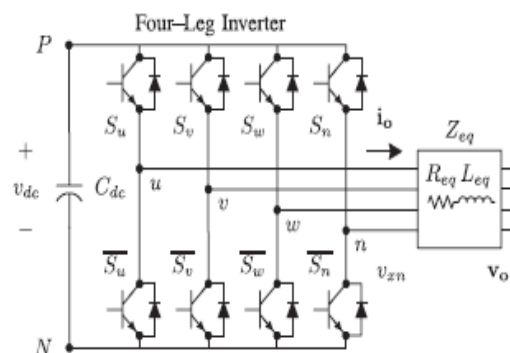 Four–Leg Inverter
P
S_u S_v S_w S_n
i_o
Z_eq
+
v_dc C_dc
−
R_eq L_eq
u
v
w
n
S̅_u S̅_v S̅_w S̅_n
v_xn
v_o
N